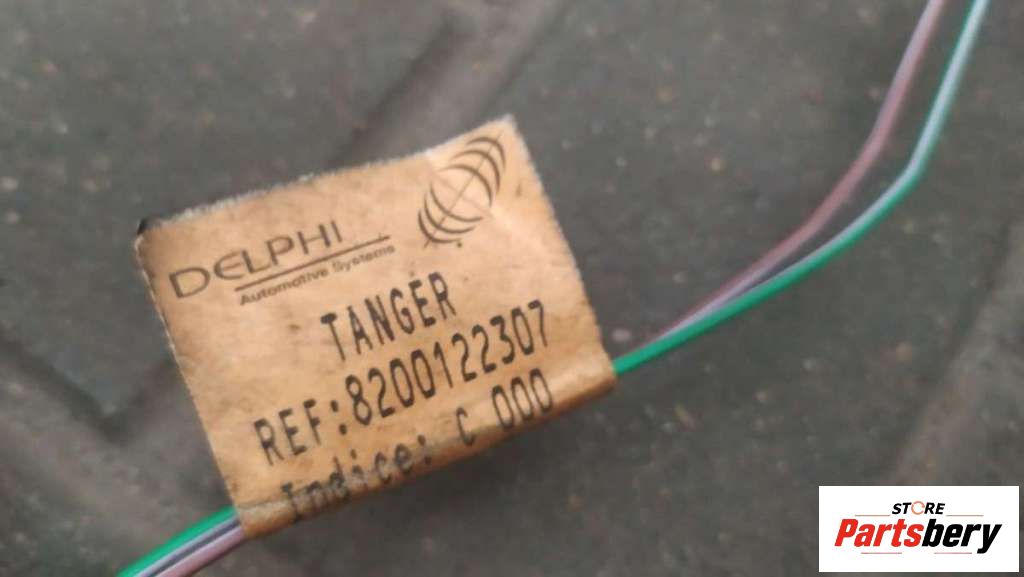 DELPHI
Automotive Systems
TANGER
REF:8200122307
Indice: C 000
STORE
Partsbery